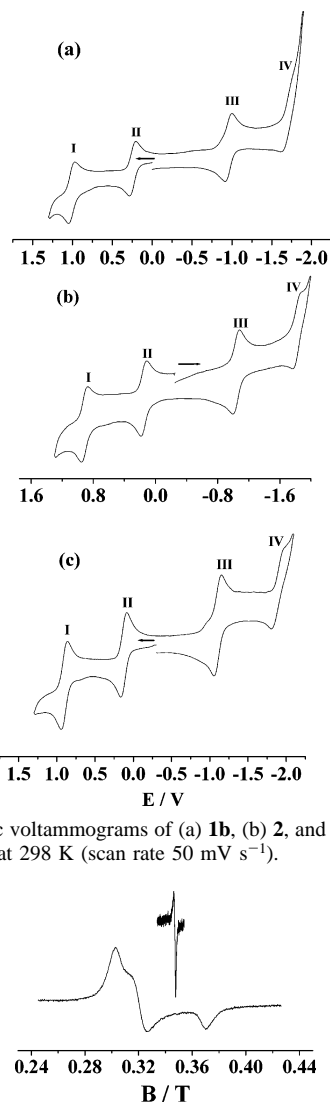 (a)
I
II
III
IV
1.5 1.0 0.5 0.0 -0.5 -1.0 -1.5 -2.0
(b)
I
II
III
IV
1.6 0.8 0.0 -0.8 -1.6
(c)
I
II
III
IV
1.0 0.5 0.0 -0.5 -1.0 -1.5 -2.0
E / V
voltammograms of (a) 1b, (b) 2, and
at 298 K (scan rate 50 mV s−1).
0.24 0.28 0.32 0.36 0.40 0.44
B / T